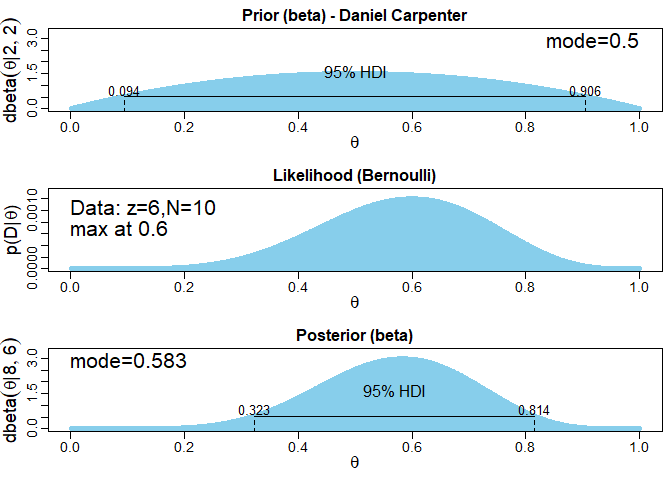 Prior (beta) - Daniel Carpenter
dbeta(θ|2, 2)
0.0 1.5 3.0
mode=0.5
95% HDI
0.094 0.906
0.0 0.2 0.4 0.6 0.8 1.0
θ
Likelihood (Bernoulli)
p(D|θ)
0.0000 0.0010
Data: z=6,N=10
max at 0.6
0.0 0.2 0.4 0.6 0.8 1.0
θ
Posterior (beta)
dbeta(θ|8, 6)
0.0 1.5 3.0
mode=0.583
95% HDI
0.323 0.814
0.0 0.2 0.4 0.6 0.8 1.0
θ